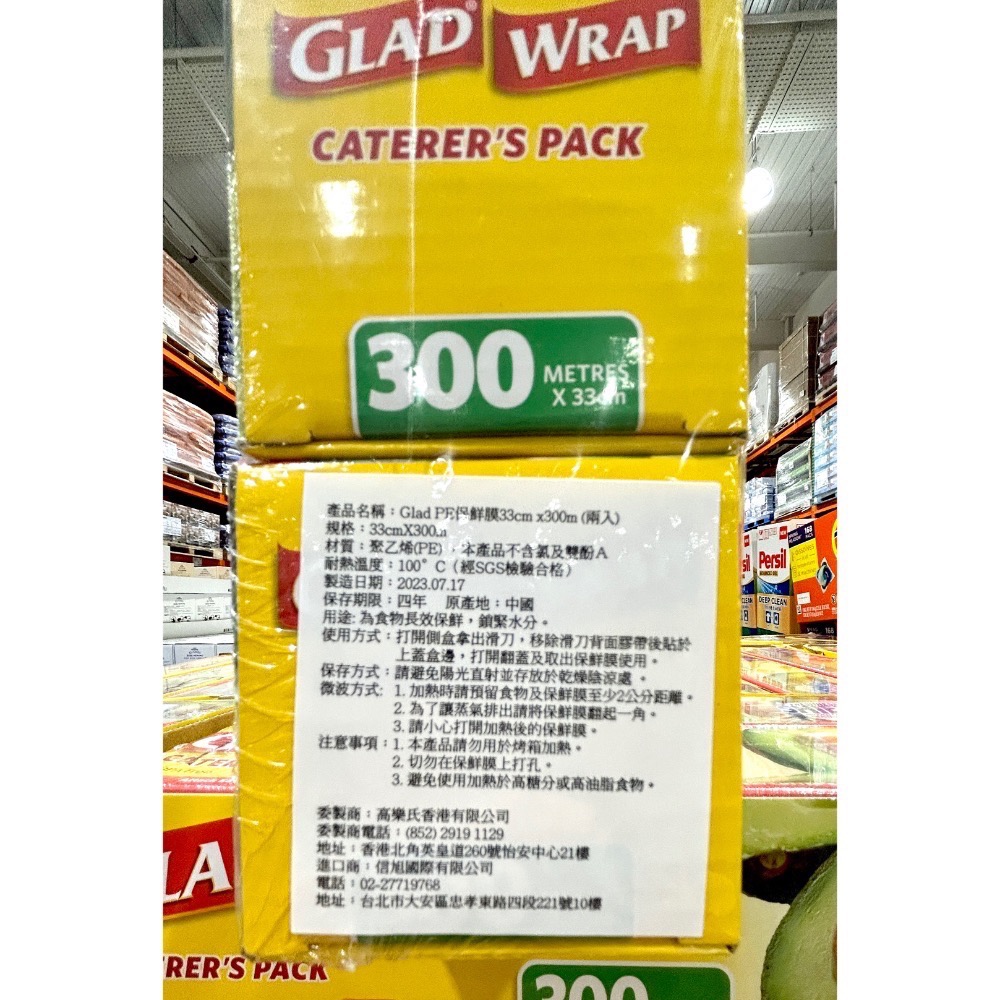 GLAD® WRAP
CATERER'S PACK
300 METRES
X 33cm
產品名稱：Glad PE保鮮膜33cm x300m (兩入)
規格：33cmX300m
材質：聚乙烯(PE)，本產品不含氯及雙酚A
耐熱溫度：100°C（經SGS檢驗合格）
製造日期：2023.07.17
保存期限：四年 原產地：中國
用途: 為食物長效保鮮，鎖緊水分。
使用方式：打開側盒拿出滑刀，移除滑刀背面膠帶後貼於
上蓋盒邊，打開翻蓋及取出保鮮膜使用。
保存方式：請避免陽光直射並存放於乾燥陰涼處。
微波方式: 1. 加熱時請預留食物及保鮮膜至少2公分距離。
2. 為了讓蒸氣排出請將保鮮膜翻起一角。
3. 請小心打開加熱後的保鮮膜。
注意事項：1. 本產品請勿用於烤箱加熱。
2. 切勿在保鮮膜上打孔。
3. 避免使用加熱於高糖分或高油脂食物。
委製商：高樂氏香港有限公司
委製商電話：(852) 2919 1129
地址：香港北角英皇道260號怡安中心21樓
進口商：信旭國際有限公司
電話：02-27719768
地址：台北市大安區忠孝東路四段221號10樓
Persil
DEEP CLEAN
168
CATER
LA
RER'S PACK
300